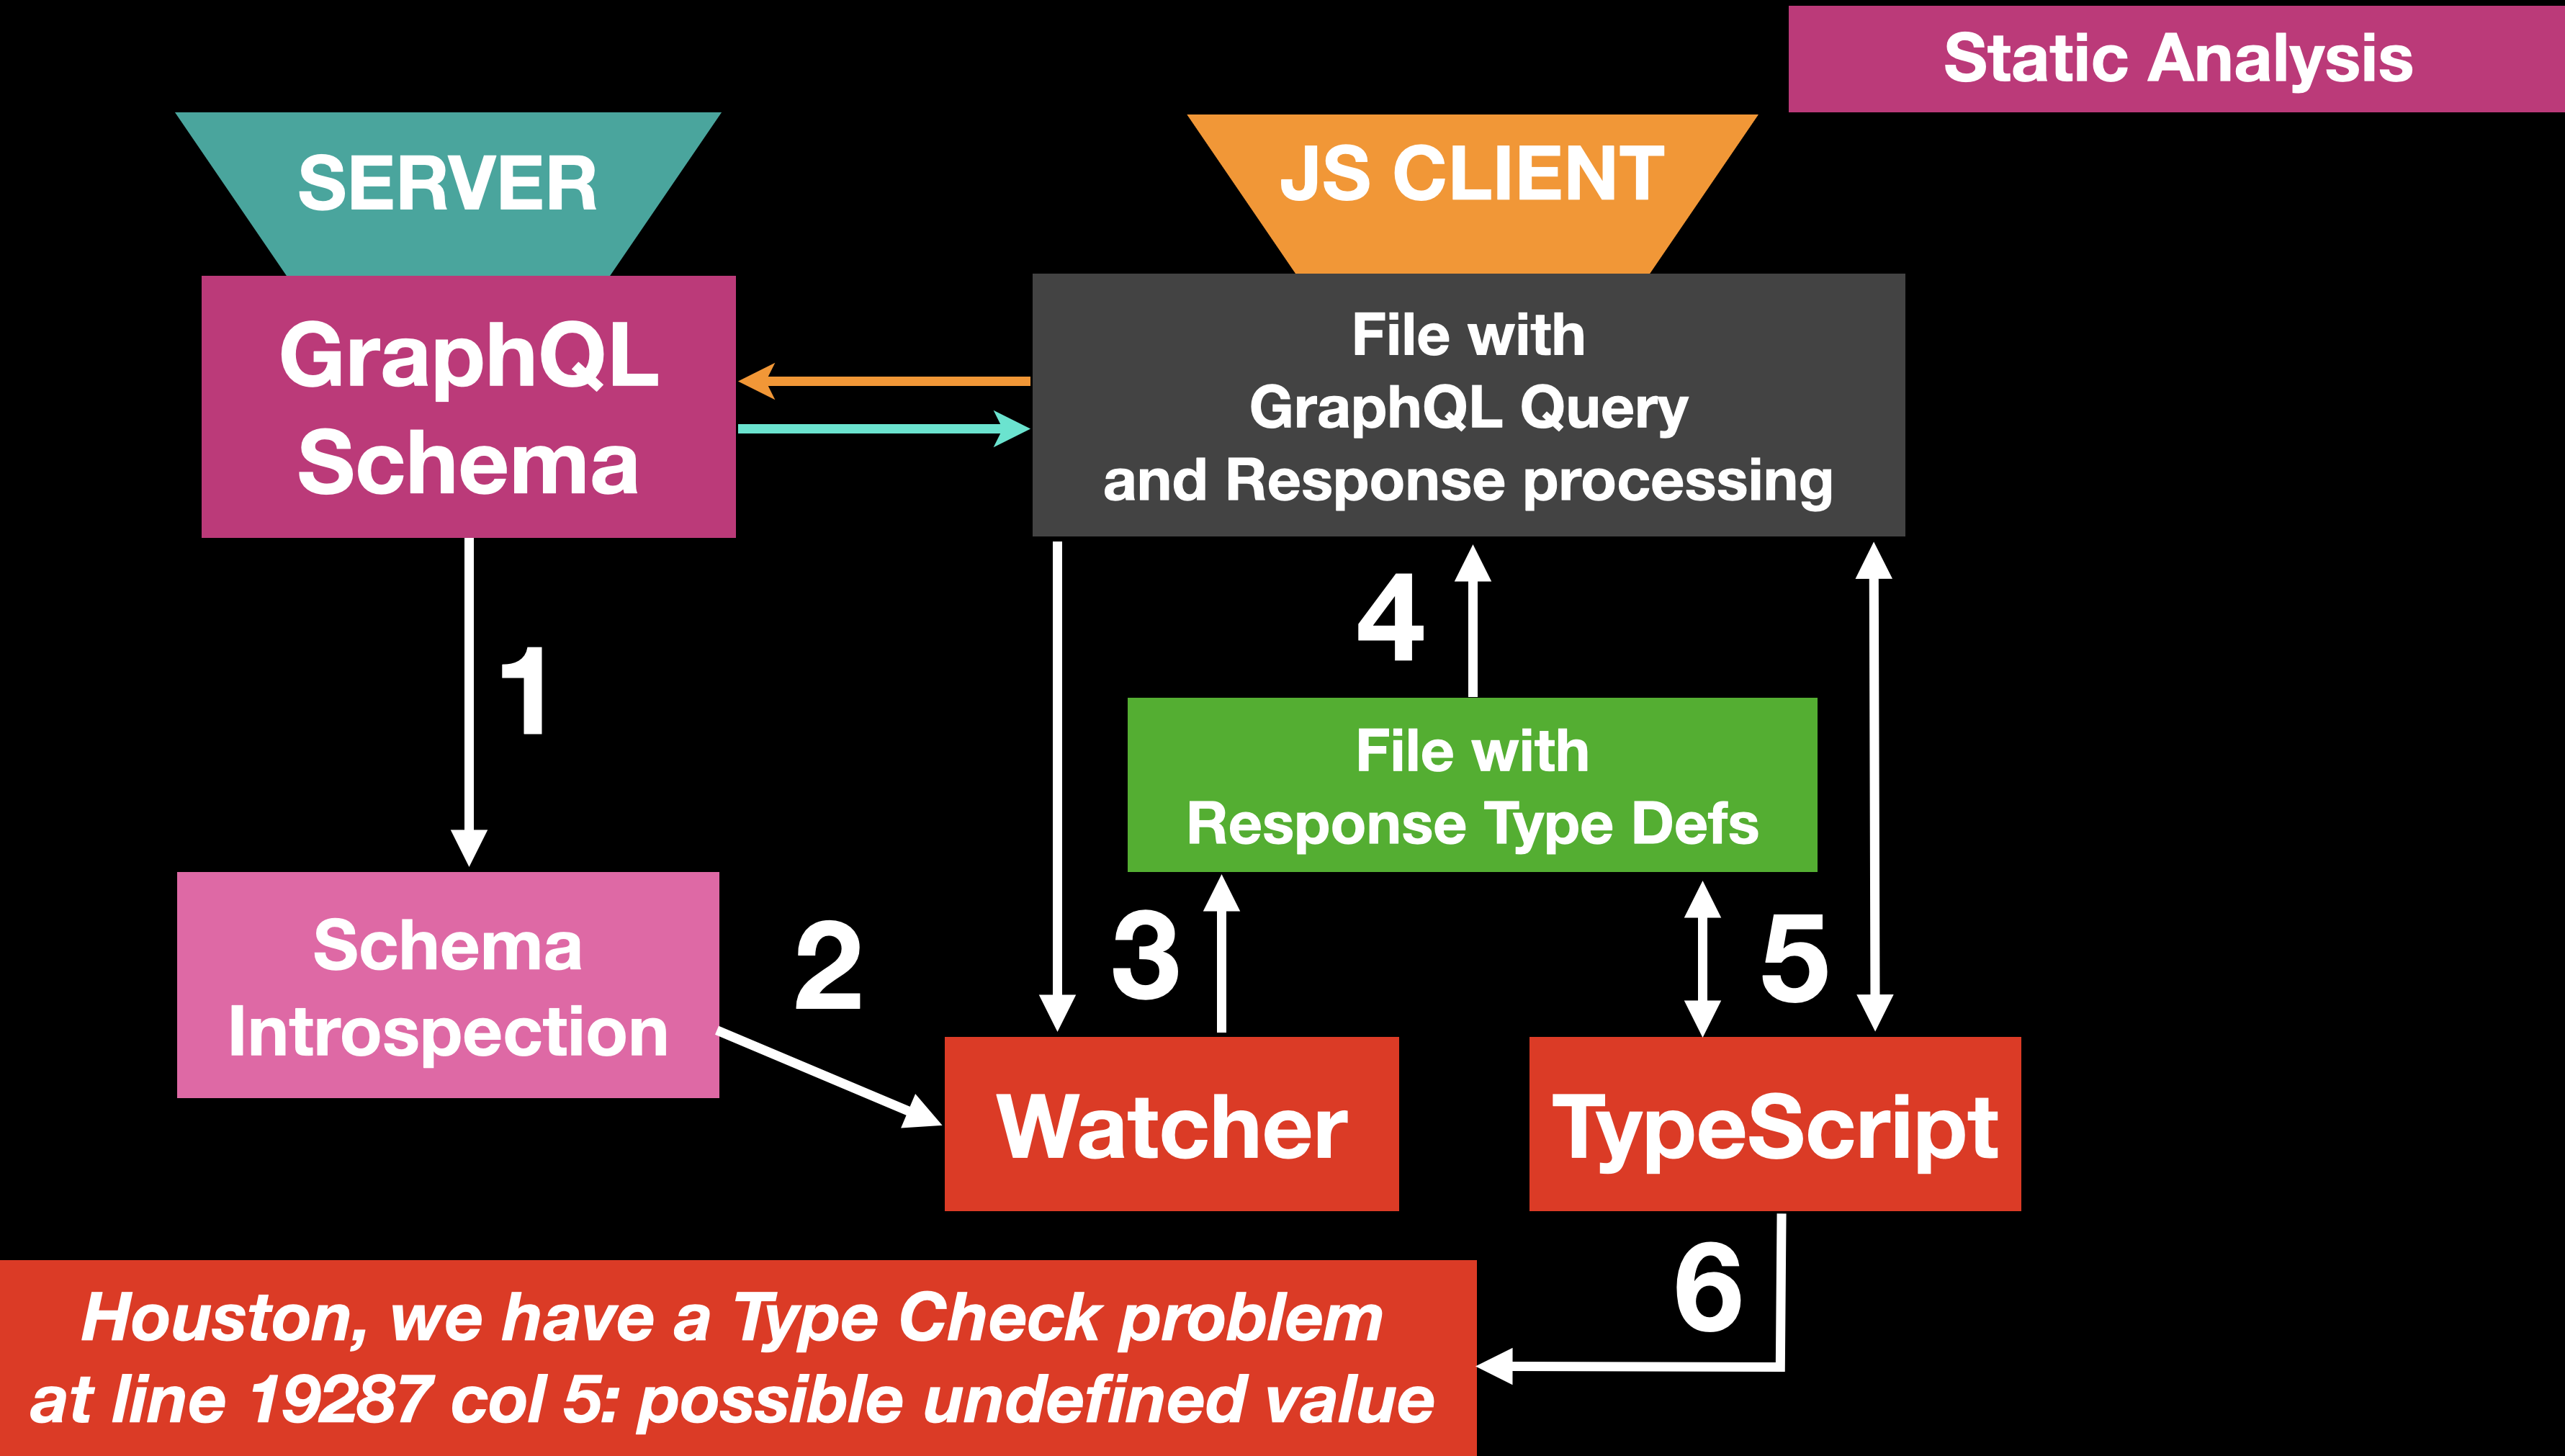 Static Analysis
SERVER
JS CLIENT
GraphQL
Schema
File with
GraphQL Query
and Response processing
1
4
File with
Response Type Defs
Schema
Introspection
2
3
5
Watcher
TypeScript
6
Houston, we have a Type Check problem
at line 19287 col 5: possible undefined value